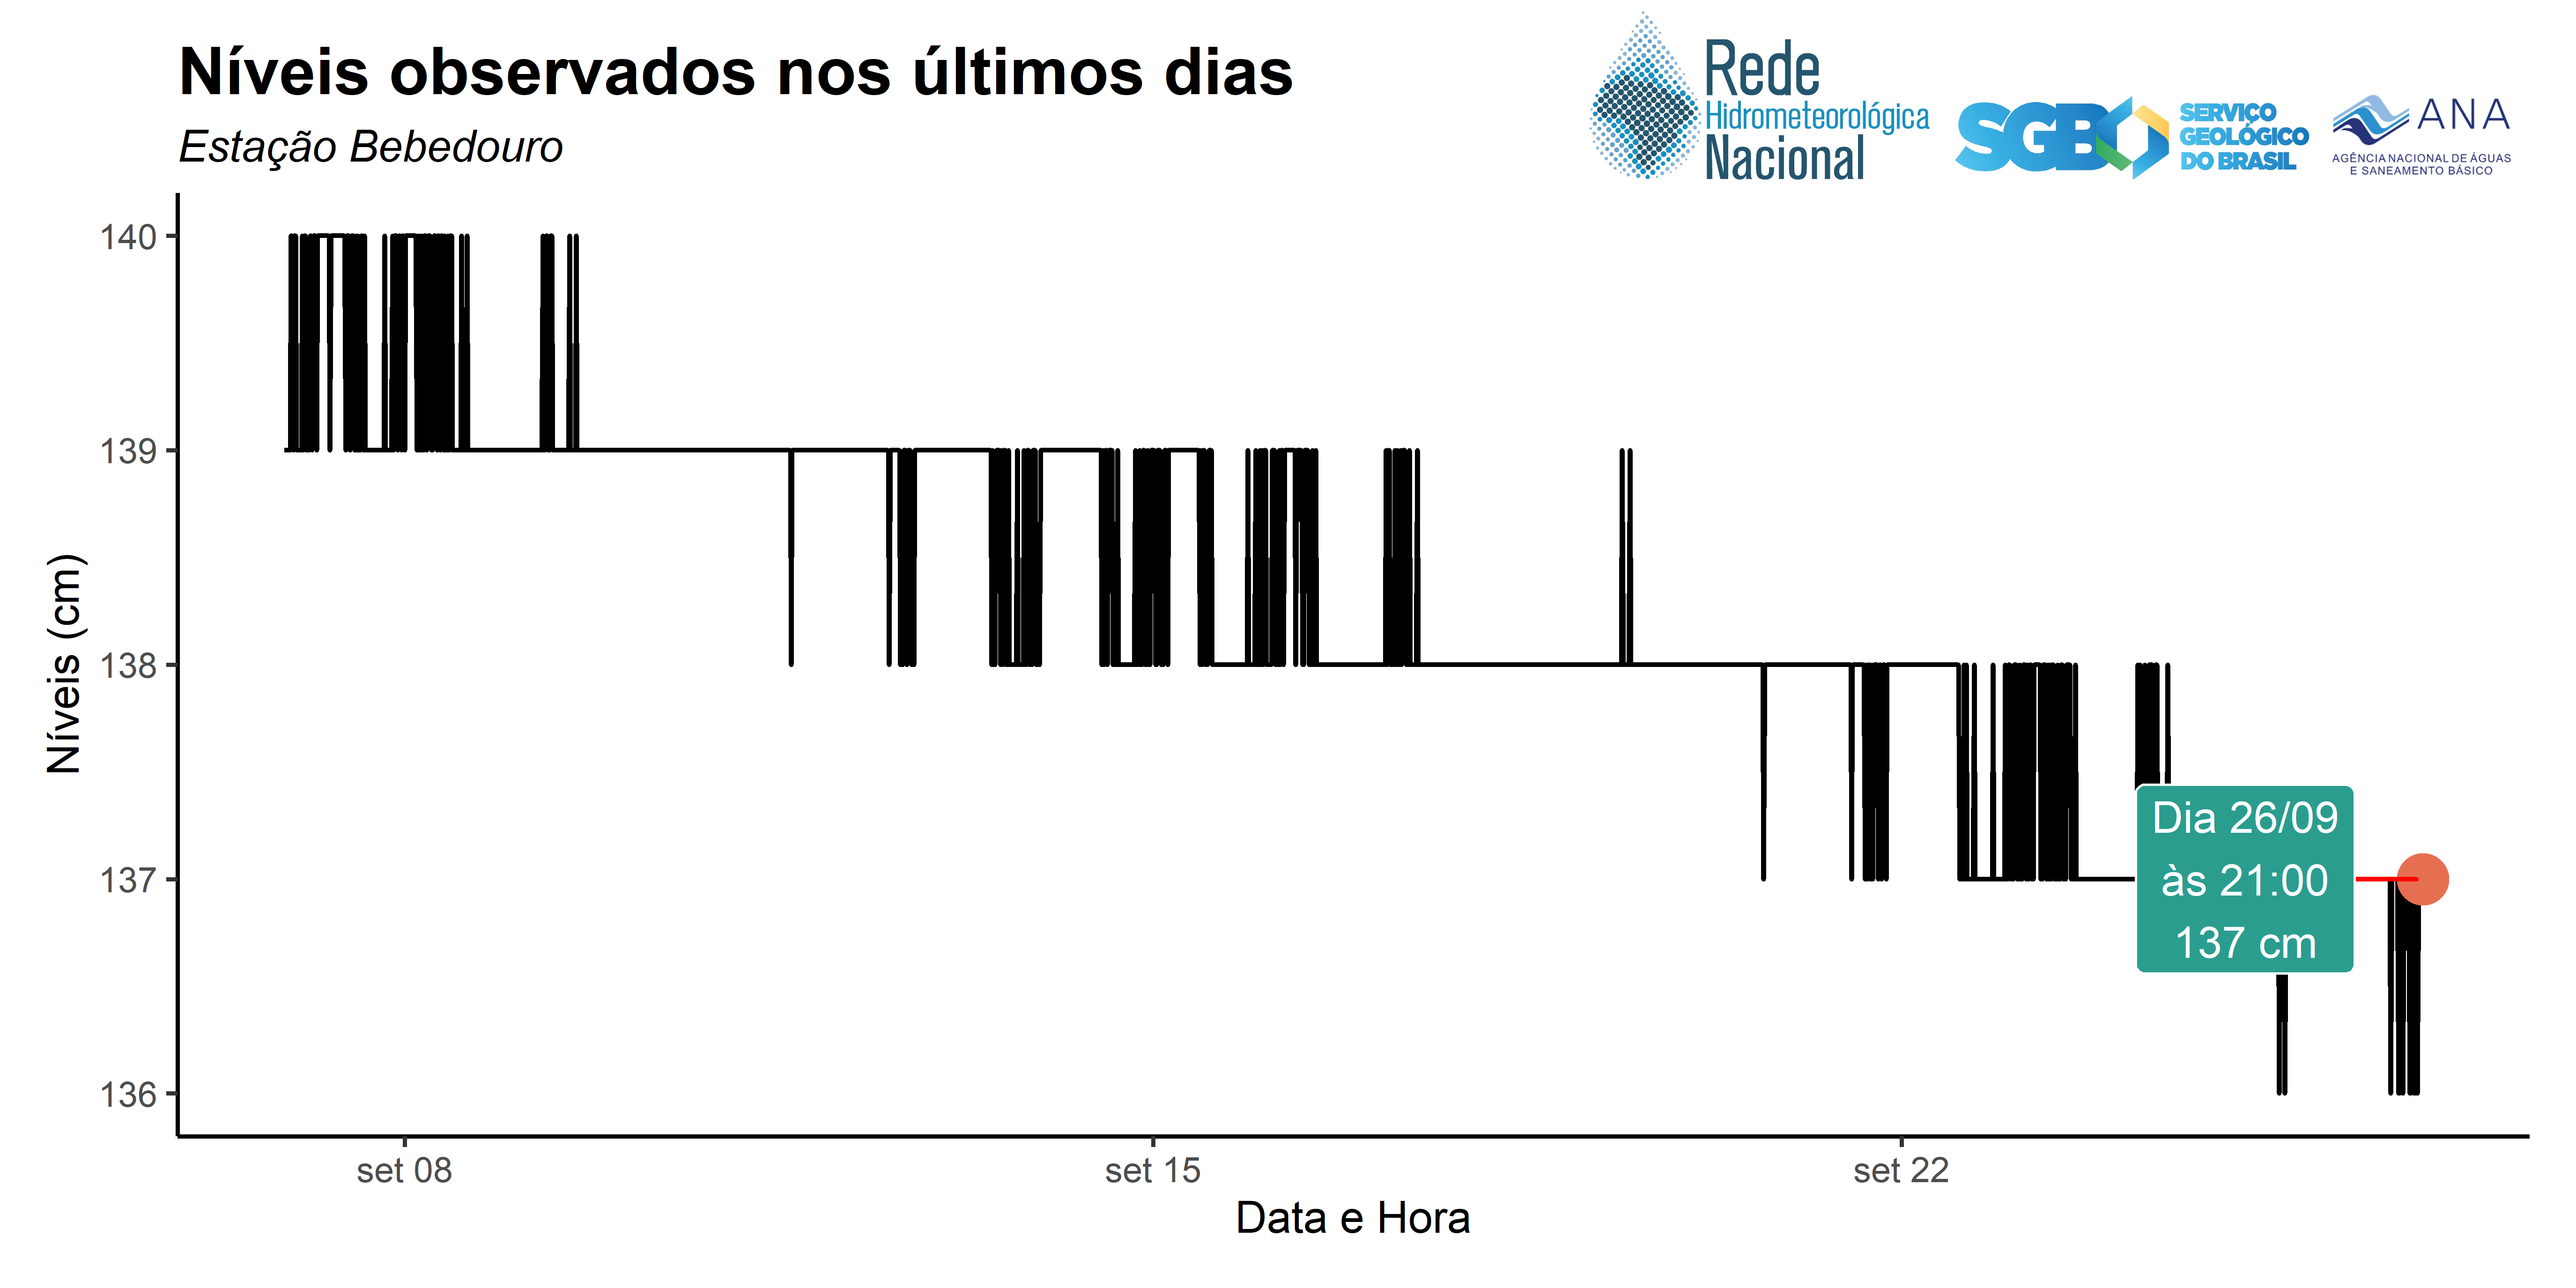 Níveis observados nos últimos dias
Estação Bebedouro
Rede
Hidrometeorológica
Nacional
SGB
SERVIÇO
GEOLÓGICO
DO BRASIL
ANA
AGÊNCIA NACIONAL DE ÁGUAS
E SANEAMENTO BÁSICO
Níveis (cm)
140
139
138
137
136
Dia 26/09
às 21:00
137 cm
set 08
set 15
set 22
Data e Hora